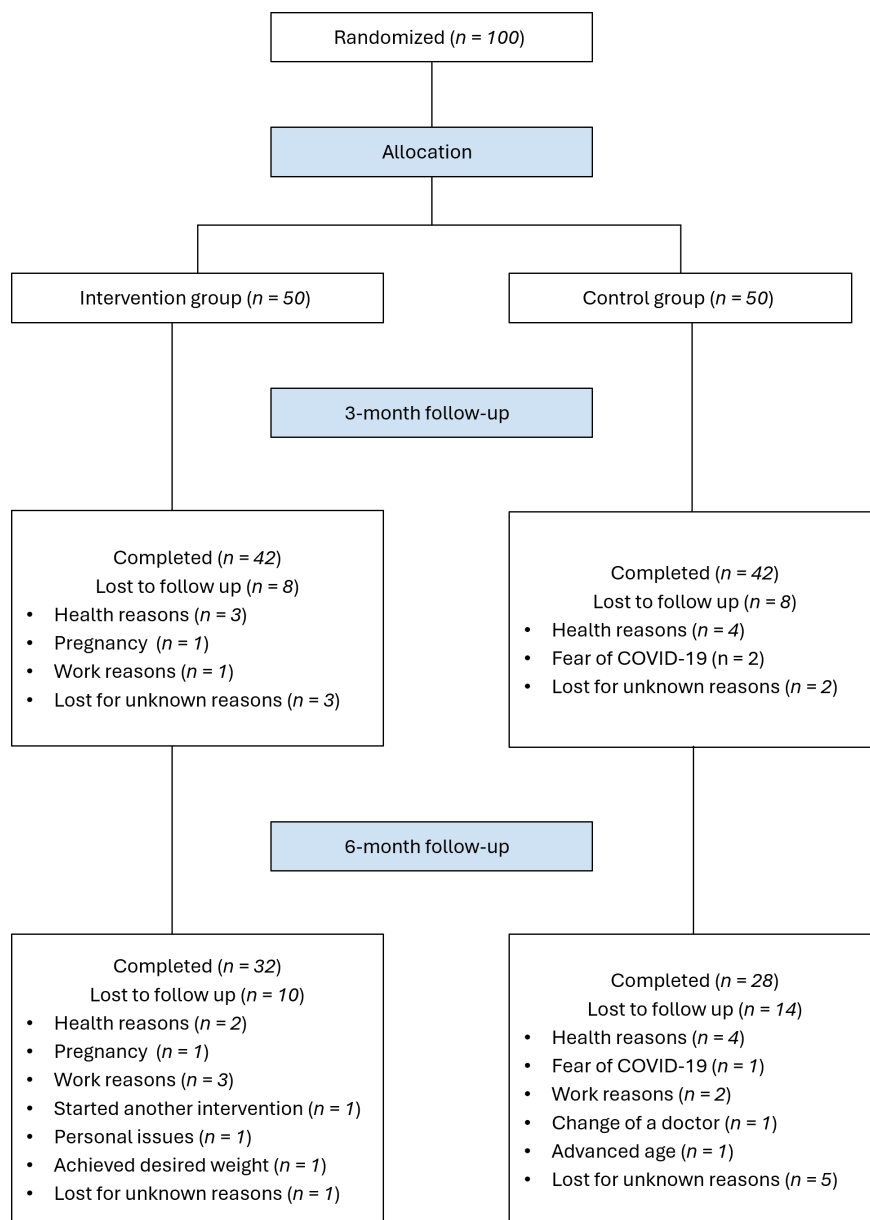 Randomized (n = 100)
Allocation
Intervention group (n = 50)
Control group (n = 50)
3-month follow-up
Completed (n = 42)
Lost to follow up (n = 8)
• Health reasons (n = 3)
• Pregnancy (n = 1)
• Work reasons (n = 1)
• Lost for unknown reasons (n = 3)
Completed (n = 42)
Lost to follow up (n = 8)
• Health reasons (n = 4)
• Fear of COVID-19 (n = 2)
• Lost for unknown reasons (n = 2)
6-month follow-up
Completed (n = 32)
Lost to follow up (n = 10)
• Health reasons (n = 2)
• Pregnancy (n = 1)
• Work reasons (n = 3)
• Started another intervention (n = 1)
• Personal issues (n = 1)
• Achieved desired weight (n = 1)
• Lost for unknown reasons (n = 1)
Completed (n = 28)
Lost to follow up (n = 14)
• Health reasons (n = 4)
• Fear of COVID-19 (n = 1)
• Work reasons (n = 2)
• Change of a doctor (n = 1)
• Advanced age (n = 1)
• Lost for unknown reasons (n = 5)